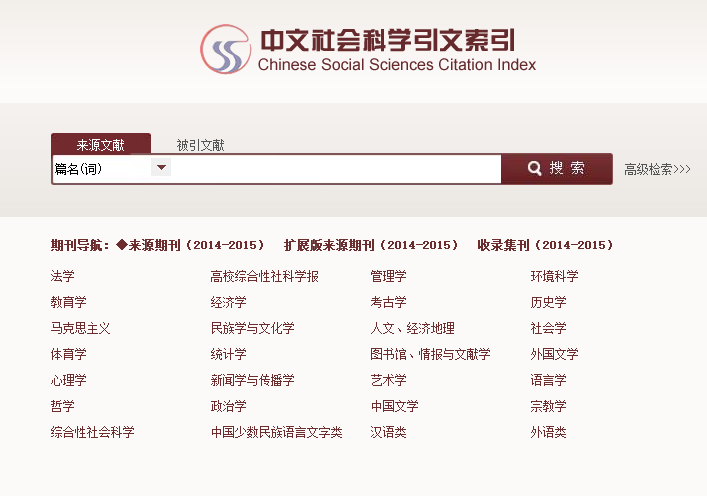 中文社会科学引文索引
Chinese Social Sciences Citation Index
来源文献 被引文献
篇名(词) 搜 索 高级检索>>>
期刊导航：◆来源期刊（2014-2015） 扩展版来源期刊（2014-2015） 收录集刊（2014-2015）
法学 高校综合性社科学报 管理学 环境科学
教育学 经济学 考古学 历史学
马克思主义 民族学与文化学 人文、经济地理 社会学
体育学 统计学 图书馆、情报与文献学 外国文学
心理学 新闻学与传播学 艺术学 语言学
哲学 政治学 中国文学 宗教学
综合性社会科学 中国少数民族语言文字类 汉语类 外语类